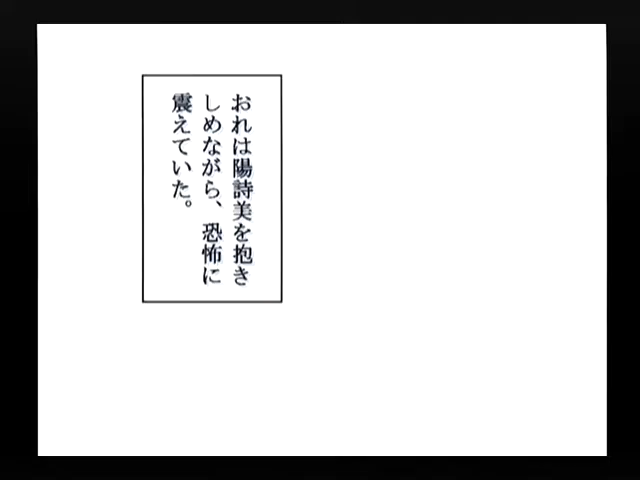 おれは陽詩美を抱き
しめながら、恐怖に
震えていた。